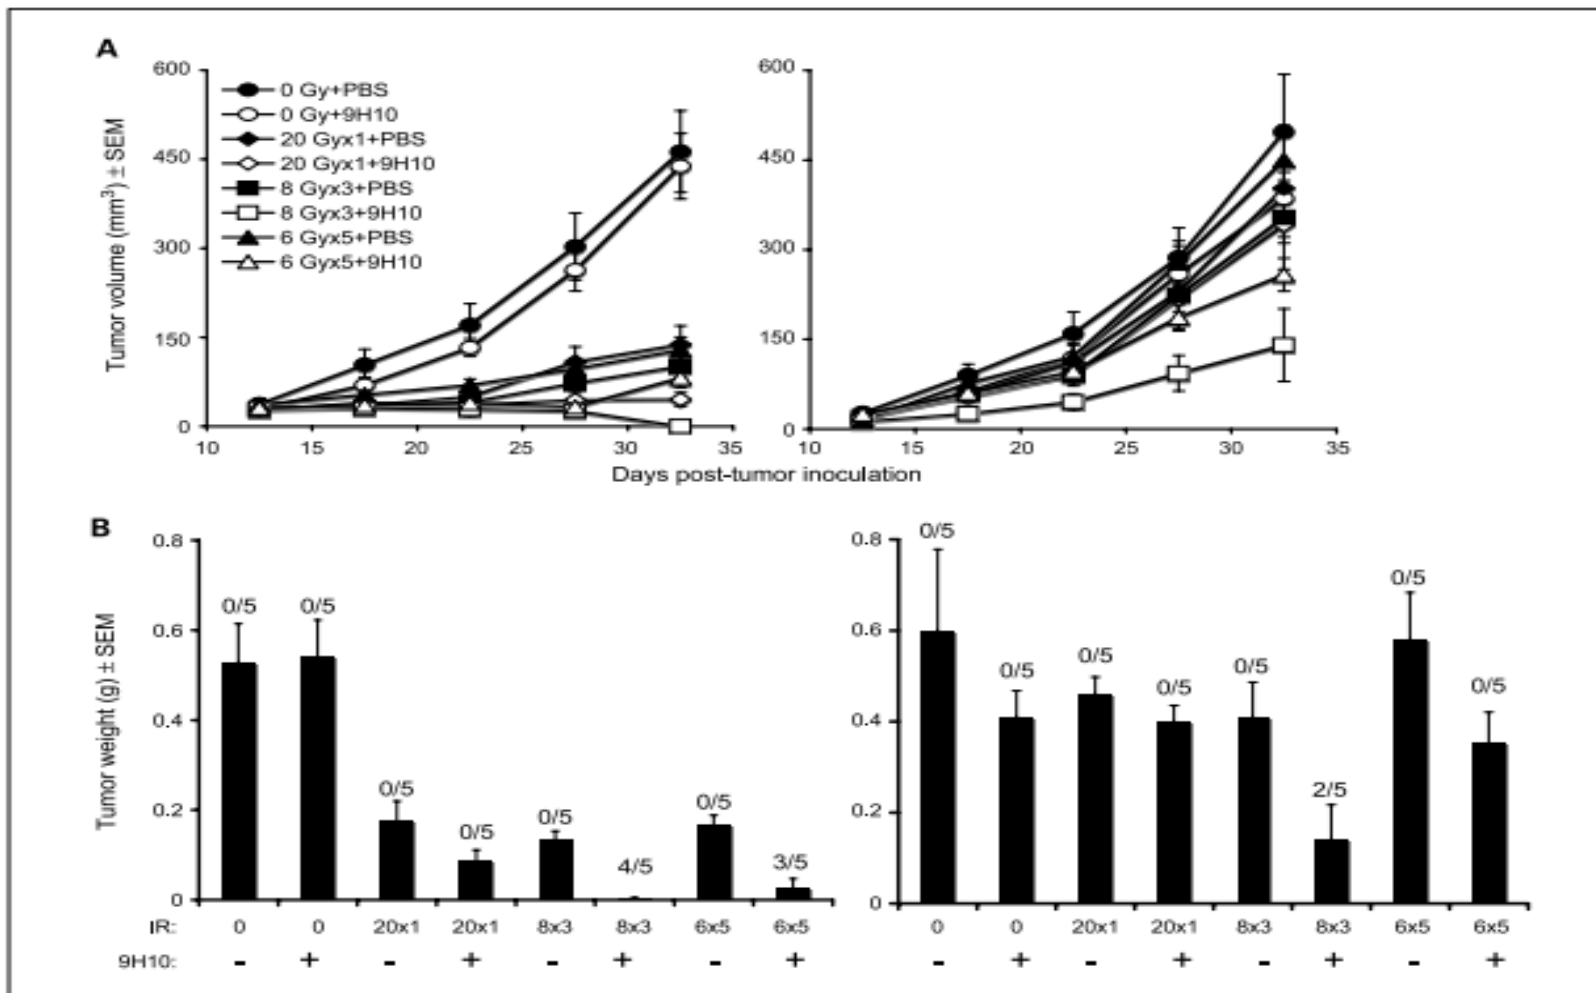 A
600
450
300
150
0
10 15 20 25 30 35
Tumor volume (mm³) ± SEM
0 Gy+PBS
0 Gy+9H10
20 Gyx1+PBS
20 Gyx1+9H10
8 Gyx3+PBS
8 Gyx3+9H10
6 Gyx5+PBS
6 Gyx5+9H10
600
450
300
150
0
10 15 20 25 30 35
Days post-tumor inoculation
B
0.8
0.6
0.4
0.2
0
Tumor weight (g) ± SEM
0/5 0/5 0/5 0/5 0/5 4/5 0/5 3/5
IR: 0 0 20x1 20x1 8x3 8x3 6x5 6x5
9H10: - + - + - + - +
0.8
0.6
0.4
0.2
0
0/5 0/5 0/5 0/5 0/5 2/5 0/5 0/5
0 0 20x1 20x1 8x3 8x3 6x5 6x5
- + - + - + - +